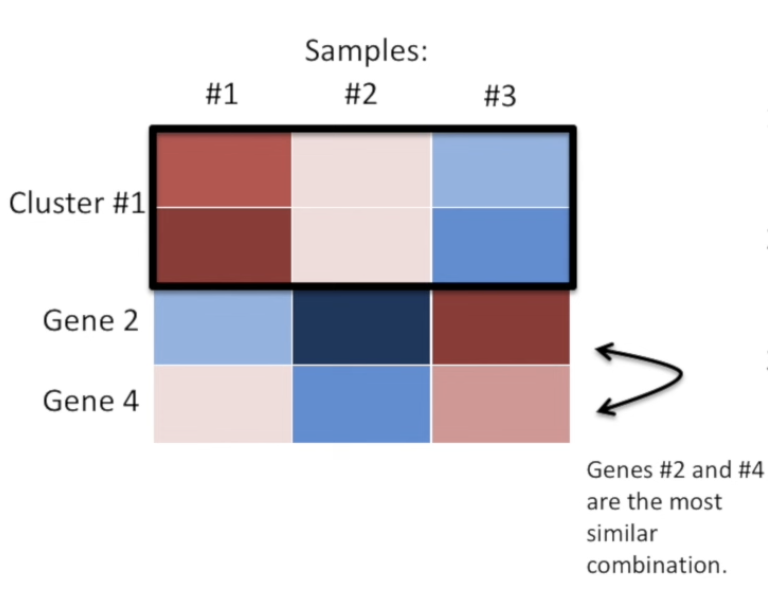 Samples:
#1 #2 #3
Cluster #1
Gene 2
Gene 4
Genes #2 and #4
are the most
similar
combination.